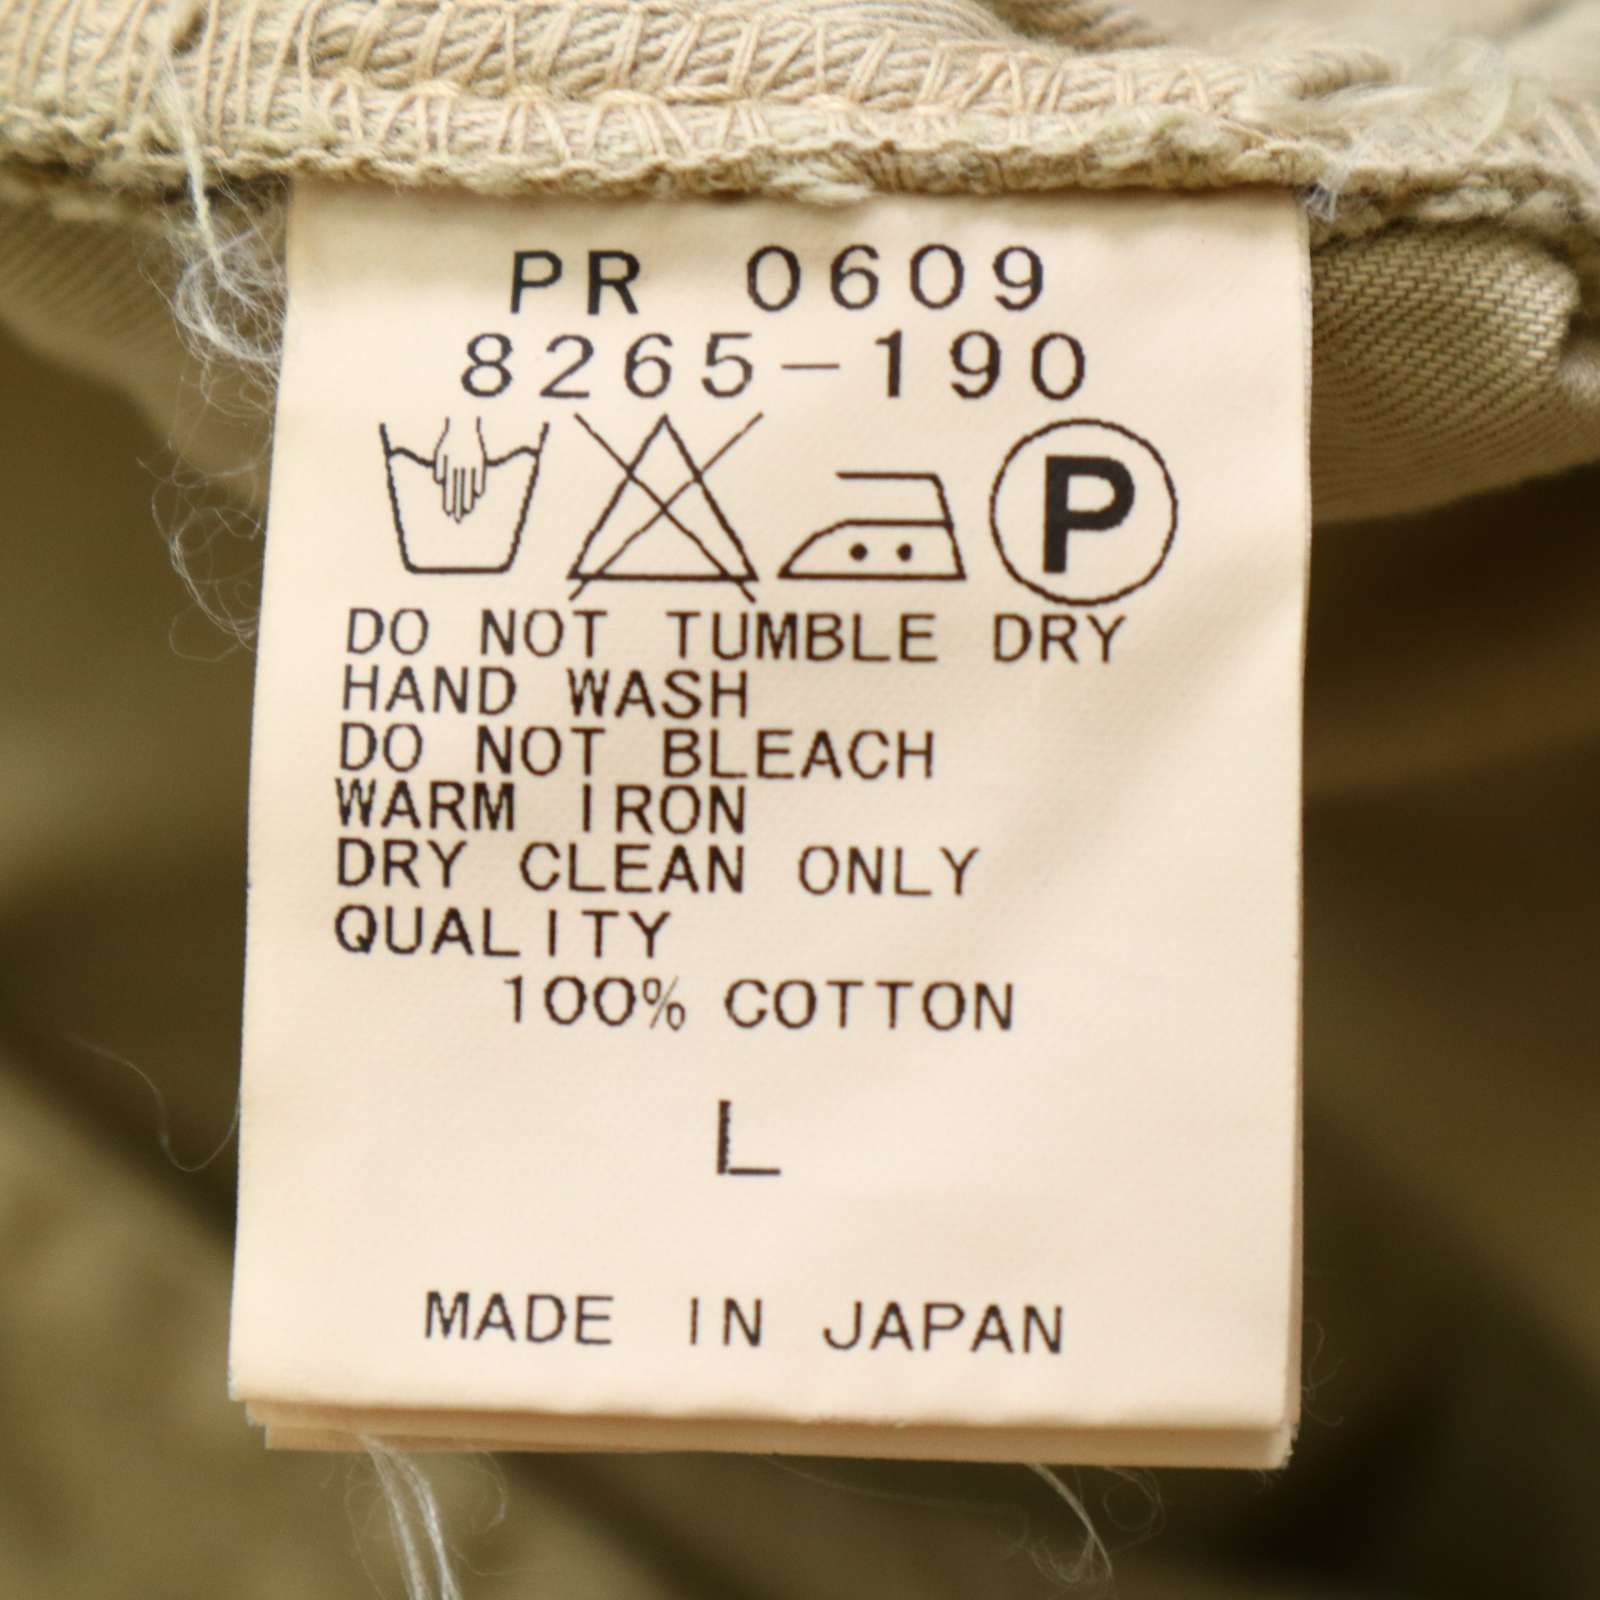 PR 0609
8265-190
P
DO NOT TUMBLE DRY
HAND WASH
DO NOT BLEACH
WARM IRON
DRY CLEAN ONLY
QUALITY
100% COTTON
L
MADE IN JAPAN